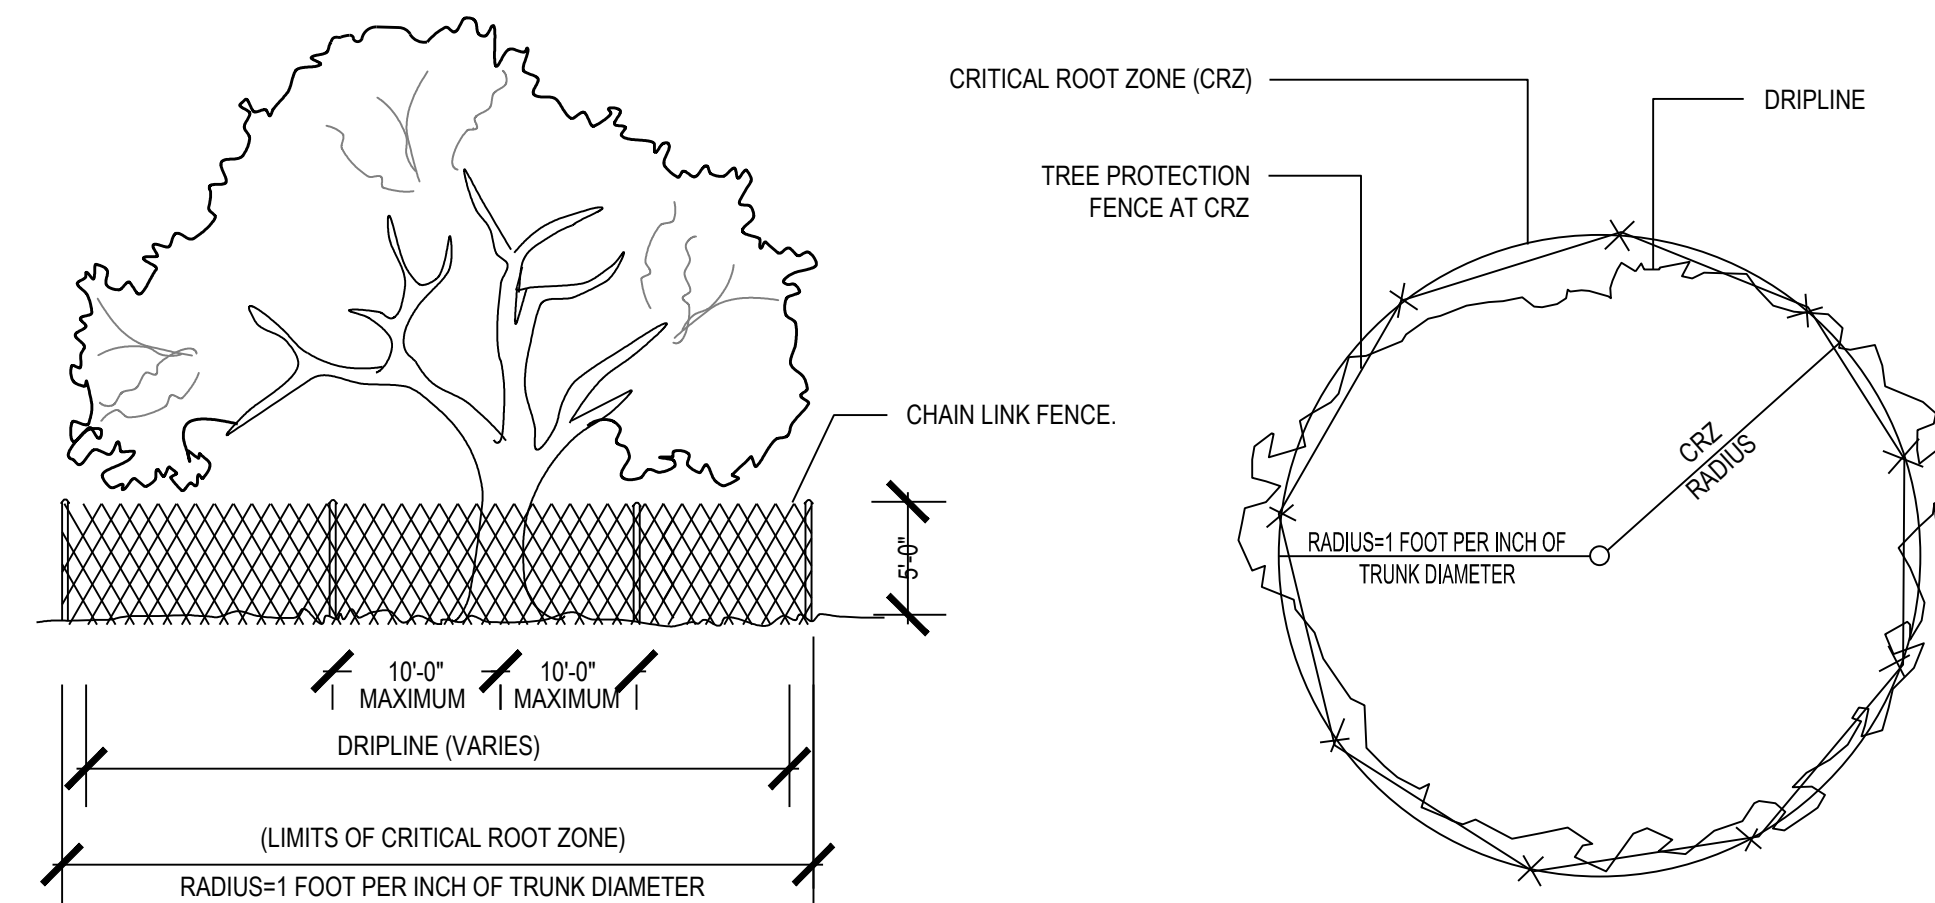 CRITICAL ROOT ZONE (CRZ)
DRIPLINE
TREE PROTECTION
FENCE AT CRZ
CHAIN LINK FENCE.
5'-0"
CRZ
RADIUS
RADIUS=1 FOOT PER INCH OF
TRUNK DIAMETER
10'-0"
MAXIMUM
10'-0"
MAXIMUM
DRIPLINE (VARIES)
(LIMITS OF CRITICAL ROOT ZONE)
RADIUS=1 FOOT PER INCH OF TRUNK DIAMETER